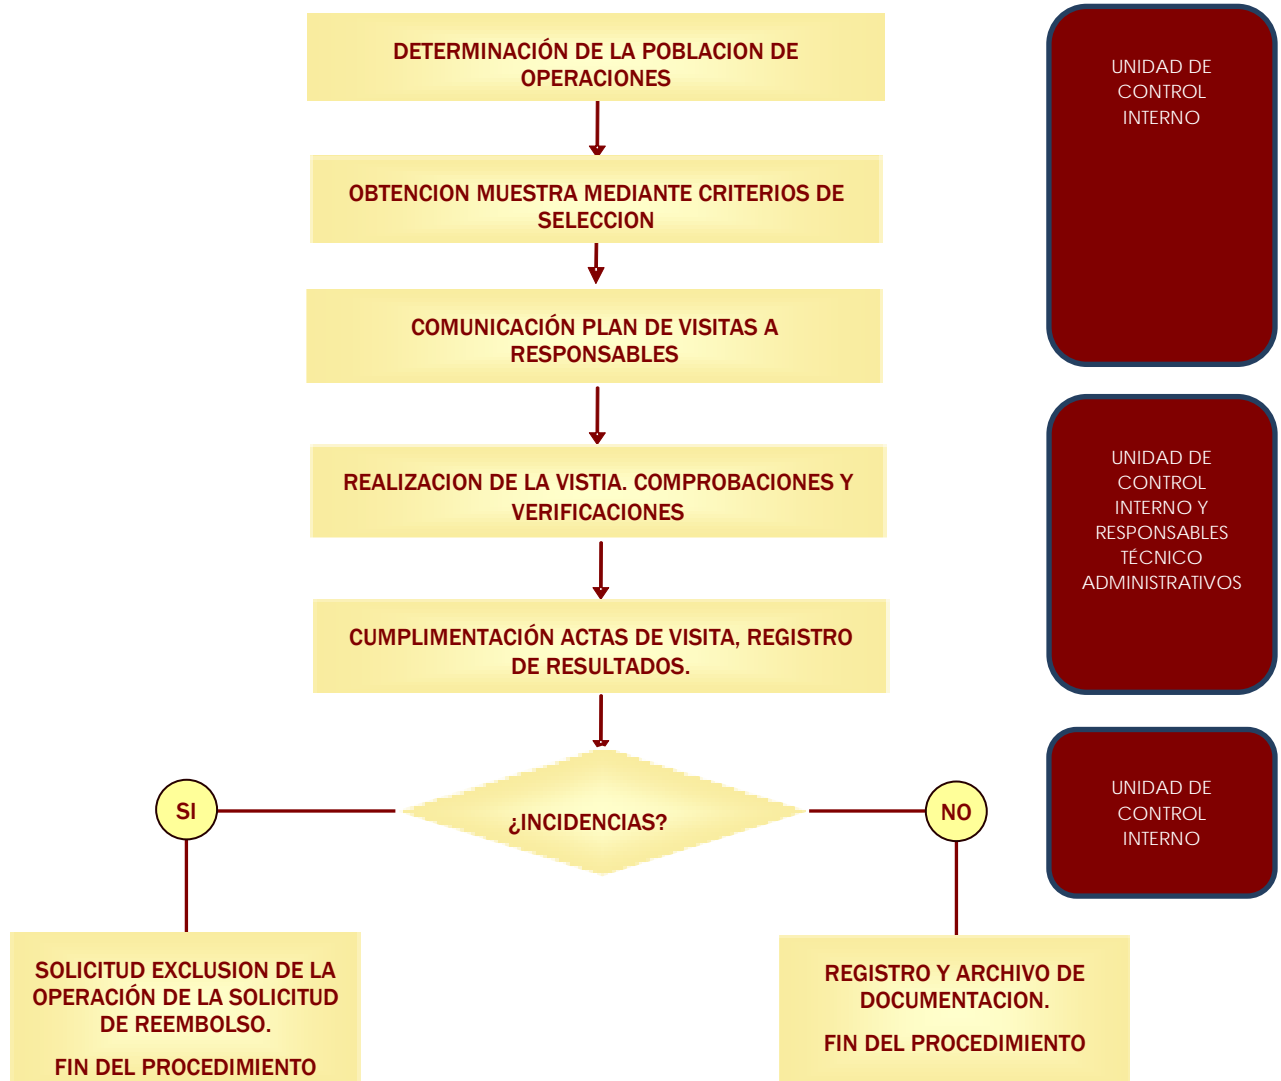 DETERMINACIÓN DE LA POBLACION DE
OPERACIONES
UNIDAD DE
CONTROL
INTERNO
OBTENCION MUESTRA MEDIANTE CRITERIOS DE
SELECCION
COMUNICACIÓN PLAN DE VISITAS A
RESPONSABLES
REALIZACION DE LA VISTIA. COMPROBACIONES Y
VERIFICACIONES
UNIDAD DE
CONTROL
INTERNO Y
RESPONSABLES
TÉCNICO
ADMINISTRATIVOS
CUMPLIMENTACIÓN ACTAS DE VISITA, REGISTRO
DE RESULTADOS.
SI
¿INCIDENCIAS?
NO
UNIDAD DE
CONTROL
INTERNO
SOLICITUD EXCLUSION DE LA
OPERACIÓN DE LA SOLICITUD
DE REEMBOLSO.
FIN DEL PROCEDIMIENTO
REGISTRO Y ARCHIVO DE
DOCUMENTACION.
FIN DEL PROCEDIMIENTO